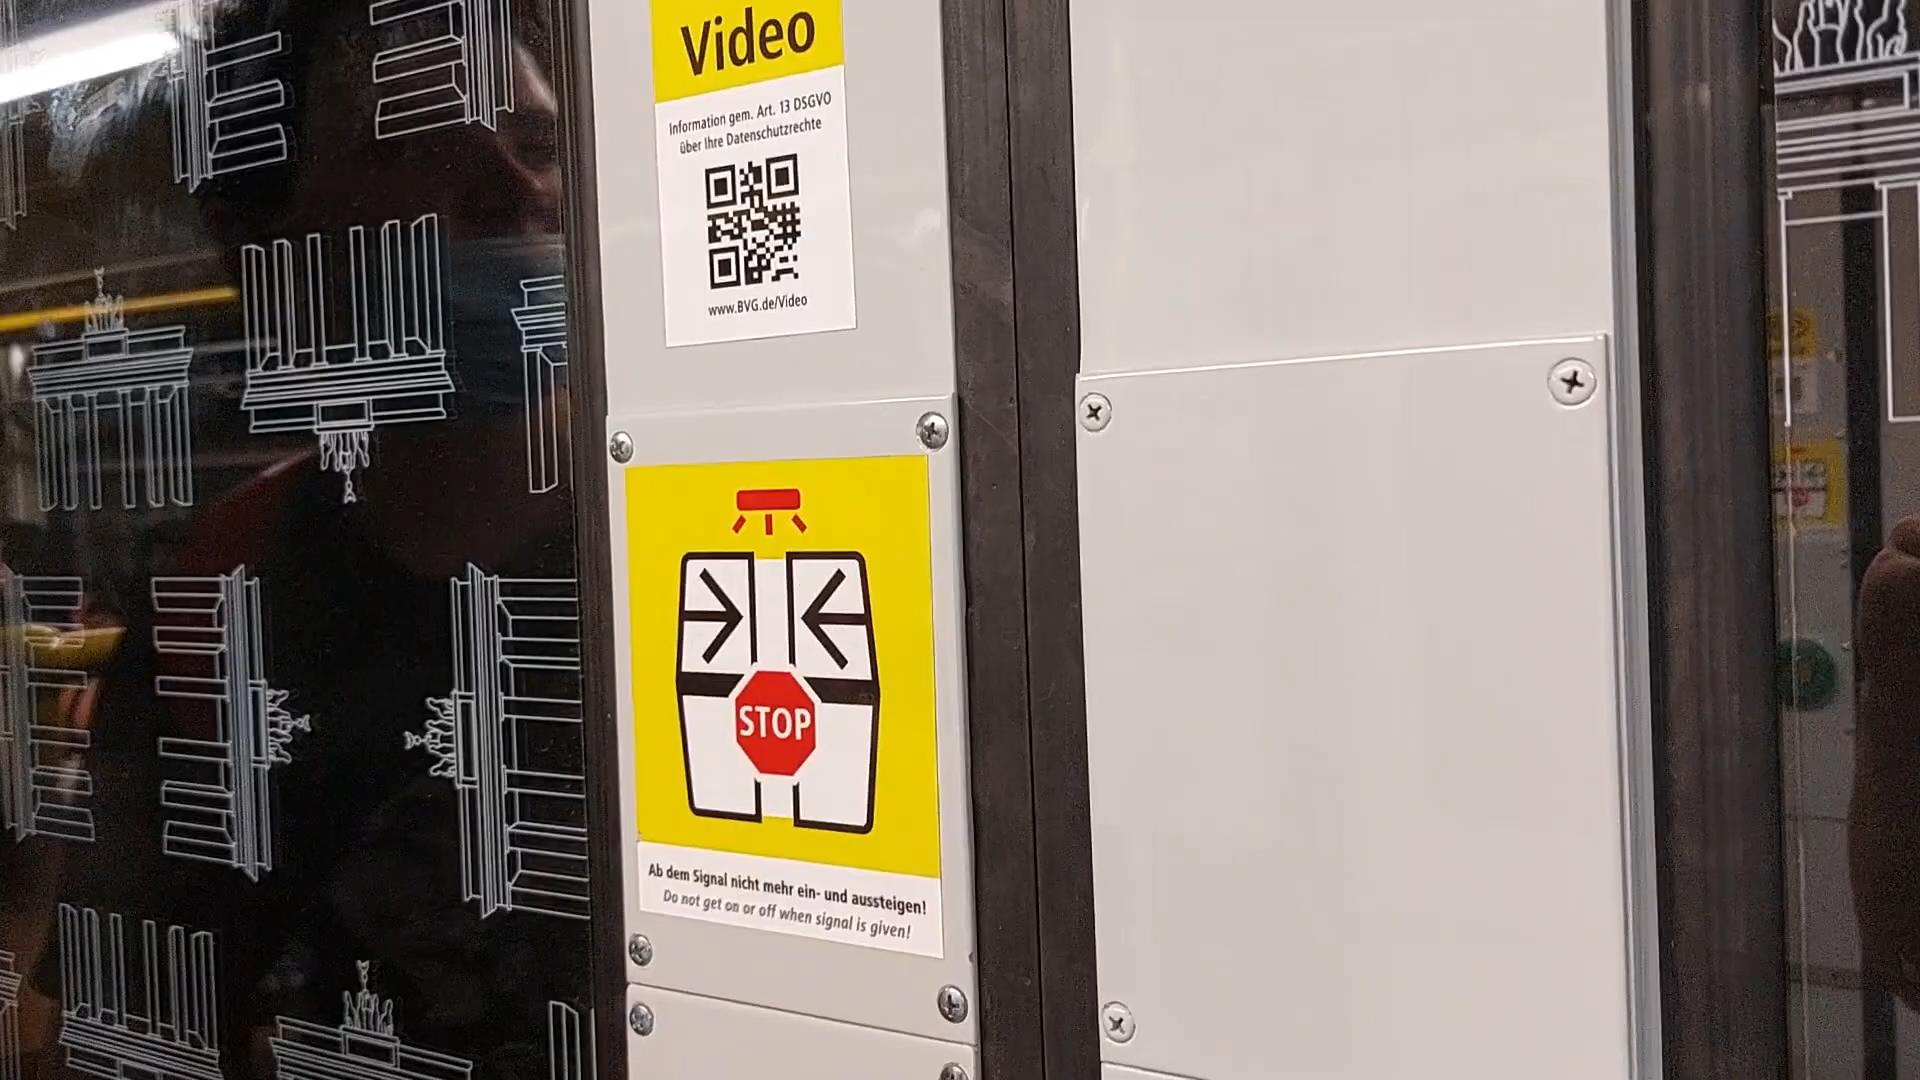 Video
Information gem. Art. 13 DSGVO
über Ihre Datenschutzrechte
www.BVG.de/Video
STOP
Ab dem Signal nicht mehr ein- und aussteigen!
Do not get on or off when signal is given!